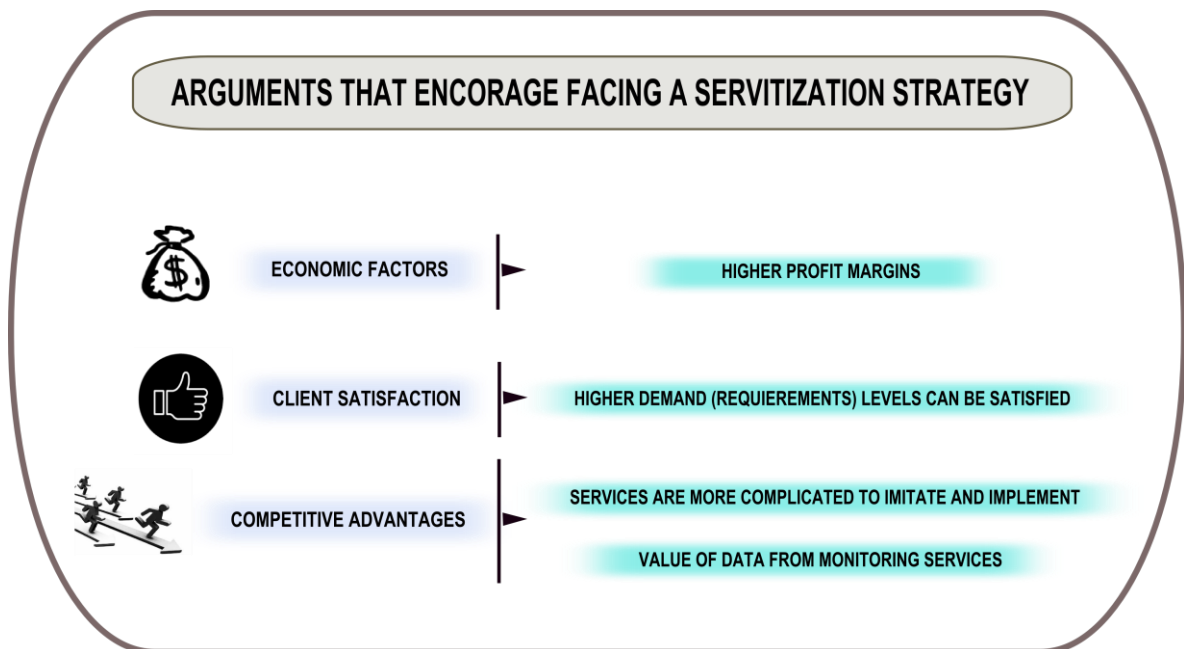 ARGUMENTS THAT ENCORAGE FACING A SERVITIZATION STRATEGY
$
ECONOMIC FACTORS
HIGHER PROFIT MARGINS
CLIENT SATISFACTION
HIGHER DEMAND (REQUIEREMENTS) LEVELS CAN BE SATISFIED
COMPETITIVE ADVANTAGES
SERVICES ARE MORE COMPLICATED TO IMITATE AND IMPLEMENT
VALUE OF DATA FROM MONITORING SERVICES